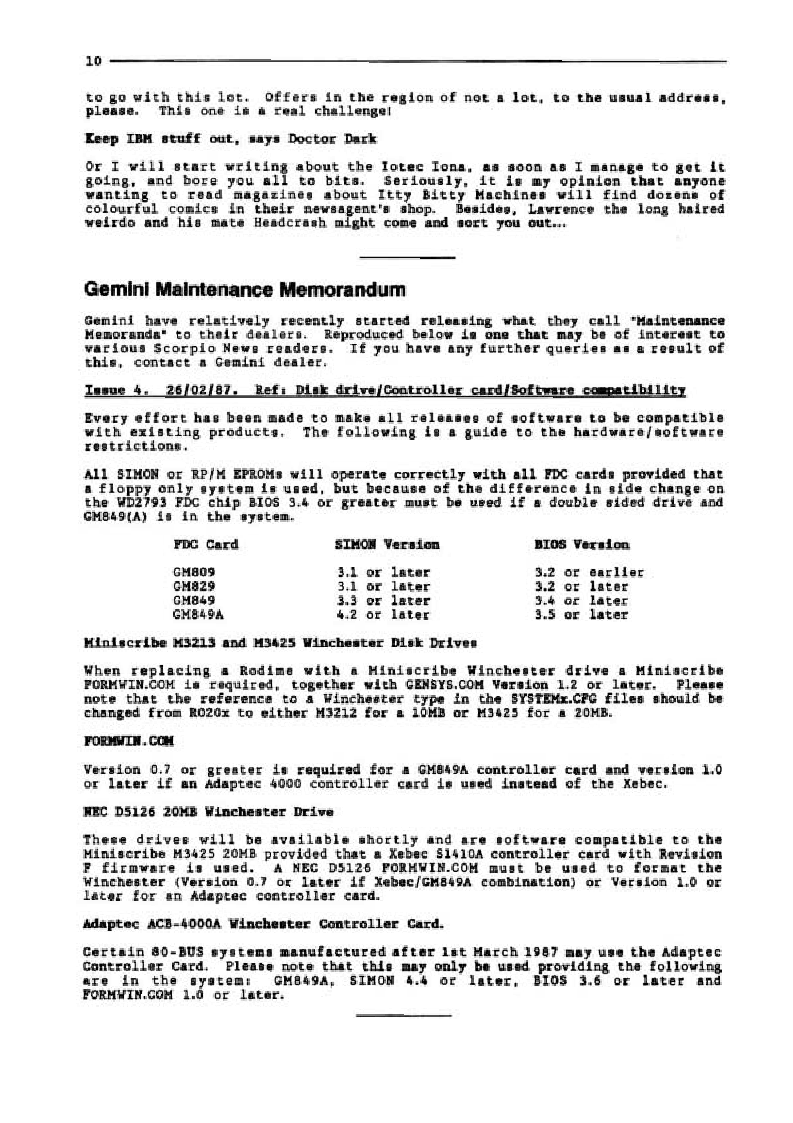 10
to go with this lot. Offers in the region of not a lot, to the usual address,
please. This one is a real challenge!
Keep IBM stuff out, says Doctor Dark
Or I will start writing about the Iotec Iona, as soon as I manage to get it
going, and bore you all to bits. Seriously, it is my opinion that anyone
wanting to read magazines about Itty Bitty Machines will find dozens of
colourful comics in their newsagent's shop. Besides, Lawrence the long haired
weirdo and his mate Headcrash might come and sort you out...
Gemini Maintenance Memorandum
Gemini have relatively recently started releasing what they call "Maintenance
Memoranda" to their dealers. Reproduced below is one that may be of interest to
various Scorpio News readers. If you have any further queries as a result of
this, contact a Gemini dealer.
Issue 4. 26/02/87. Ref: Disk drive/Controller card/Software compatibility
Every effort has been made to make all releases of software to be compatible
with existing products. The following is a guide to the hardware/software
restrictions.
All SIMON or RP/M EPROMs will operate correctly with all FDC cards provided that
a floppy only system is used, but because of the difference in side change on
the WD2793 FDC chip BIOS 3.4 or greater must be used if a double sided drive and
GM849(A) is in the system.
FDC Card SIMON Version BIOS Version
GM809 3.1 or later 3.2 or earlier
GM829 3.1 or later 3.2 or later
GM849 3.3 or later 3.4 or later
GM849A 4.2 or later 3.5 or later
Miniscribe M3213 and M3425 Winchester Disk Drives
When replacing a Rodime with a Miniscribe Winchester drive a Miniscribe
FORMWIN.COM is required, together with GENSYS.COM Version 1.2 or later. Please
note that the reference to a Winchester type in the SYSTEMx.CFG files should be
changed from RO20x to either M3212 for a 10MB or M3425 for a 20MB.
FORMWIN.COM
Version 0.7 or greater is required for a GM849A controller card and version 1.0
or later if an Adaptec 4000 controller card is used instead of the Xebec.
NEC D5126 20MB Winchester Drive
These drives will be available shortly and are software compatible to the
Miniscribe M3425 20MB provided that a Xebec S1410A controller card with Revision
F firmware is used. A NEC D5126 FORMWIN.COM must be used to format the
Winchester (Version 0.7 or later if Xebec/GM849A combination) or Version 1.0 or
later for an Adaptec controller card.
Adaptec ACB-4000A Winchester Controller Card.
Certain 80-BUS systems manufactured after 1st March 1987 may use the Adaptec
Controller Card. Please note that this may only be used providing the following
are in the system: GM849A, SIMON 4.4 or later, BIOS 3.6 or later and
FORMWIN.COM 1.0 or later.